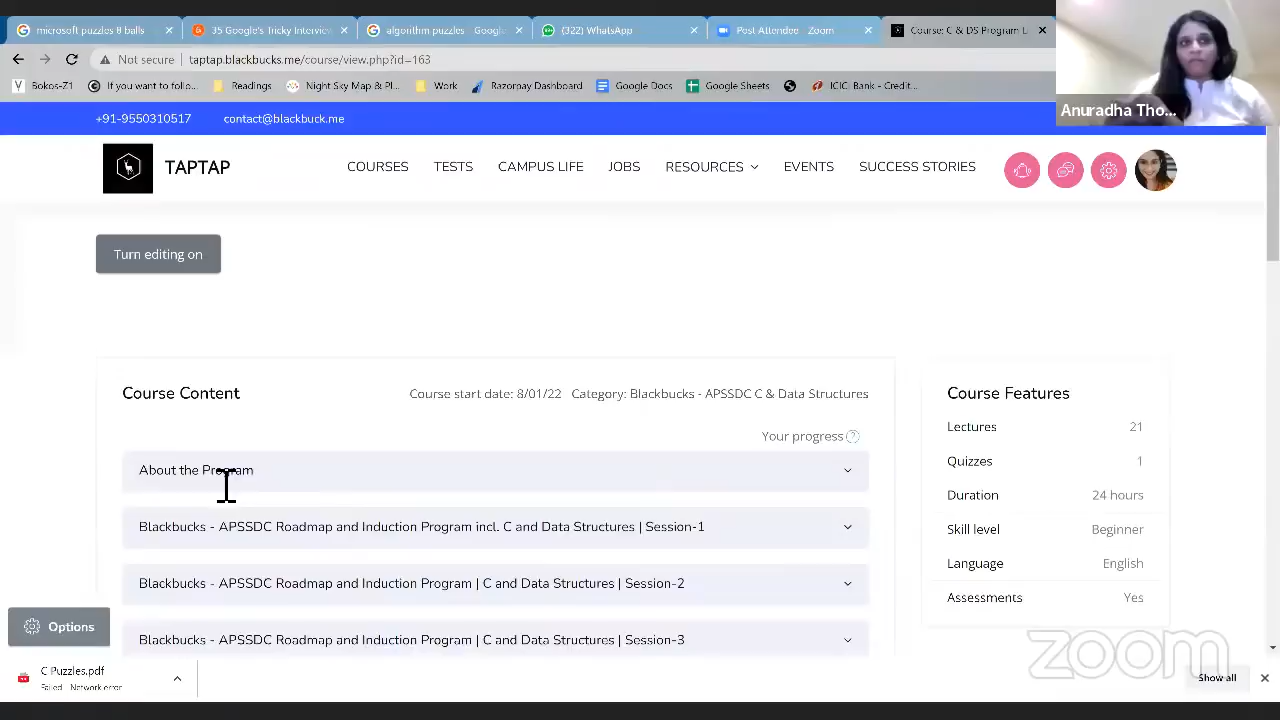 microsoft puzzles 8 balls
35 Google's Tricky Interview
algorithm puzzles - Google
(322) WhatsApp
Post Attendee - Zoom
Course: C & DS Program
Not secure
taptap.blackbucks.me/course/view.php?id=163
Bokos-Z1
If you want to follo...
Readings
Night Sky Map & Pl...
Work
Razorpay Dashboard
Google Docs
Google Sheets
ICICI Bank - Credit...
Anuradha Tho...
+91-9550310517
contact@blackbuck.me
TAPTAP
COURSES
TESTS
CAMPUS LIFE
JOBS
RESOURCES
EVENTS
SUCCESS STORIES
Turn editing on
Course Content
Course start date: 8/01/22 Category: Blackbucks - APSSDC C & Data Structures
Your progress
About the Program
Blackbucks - APSSDC Roadmap and Induction Program incl. C and Data Structures | Session-1
Blackbucks - APSSDC Roadmap and Induction Program | C and Data Structures | Session-2
Blackbucks - APSSDC Roadmap and Induction Program | C and Data Structures | Session-3
Course Features
Lectures 21
Quizzes 1
Duration 24 hours
Skill level Beginner
Language English
Assessments Yes
Options
zoom
C Puzzles.pdf
Failed - Network error
Show all